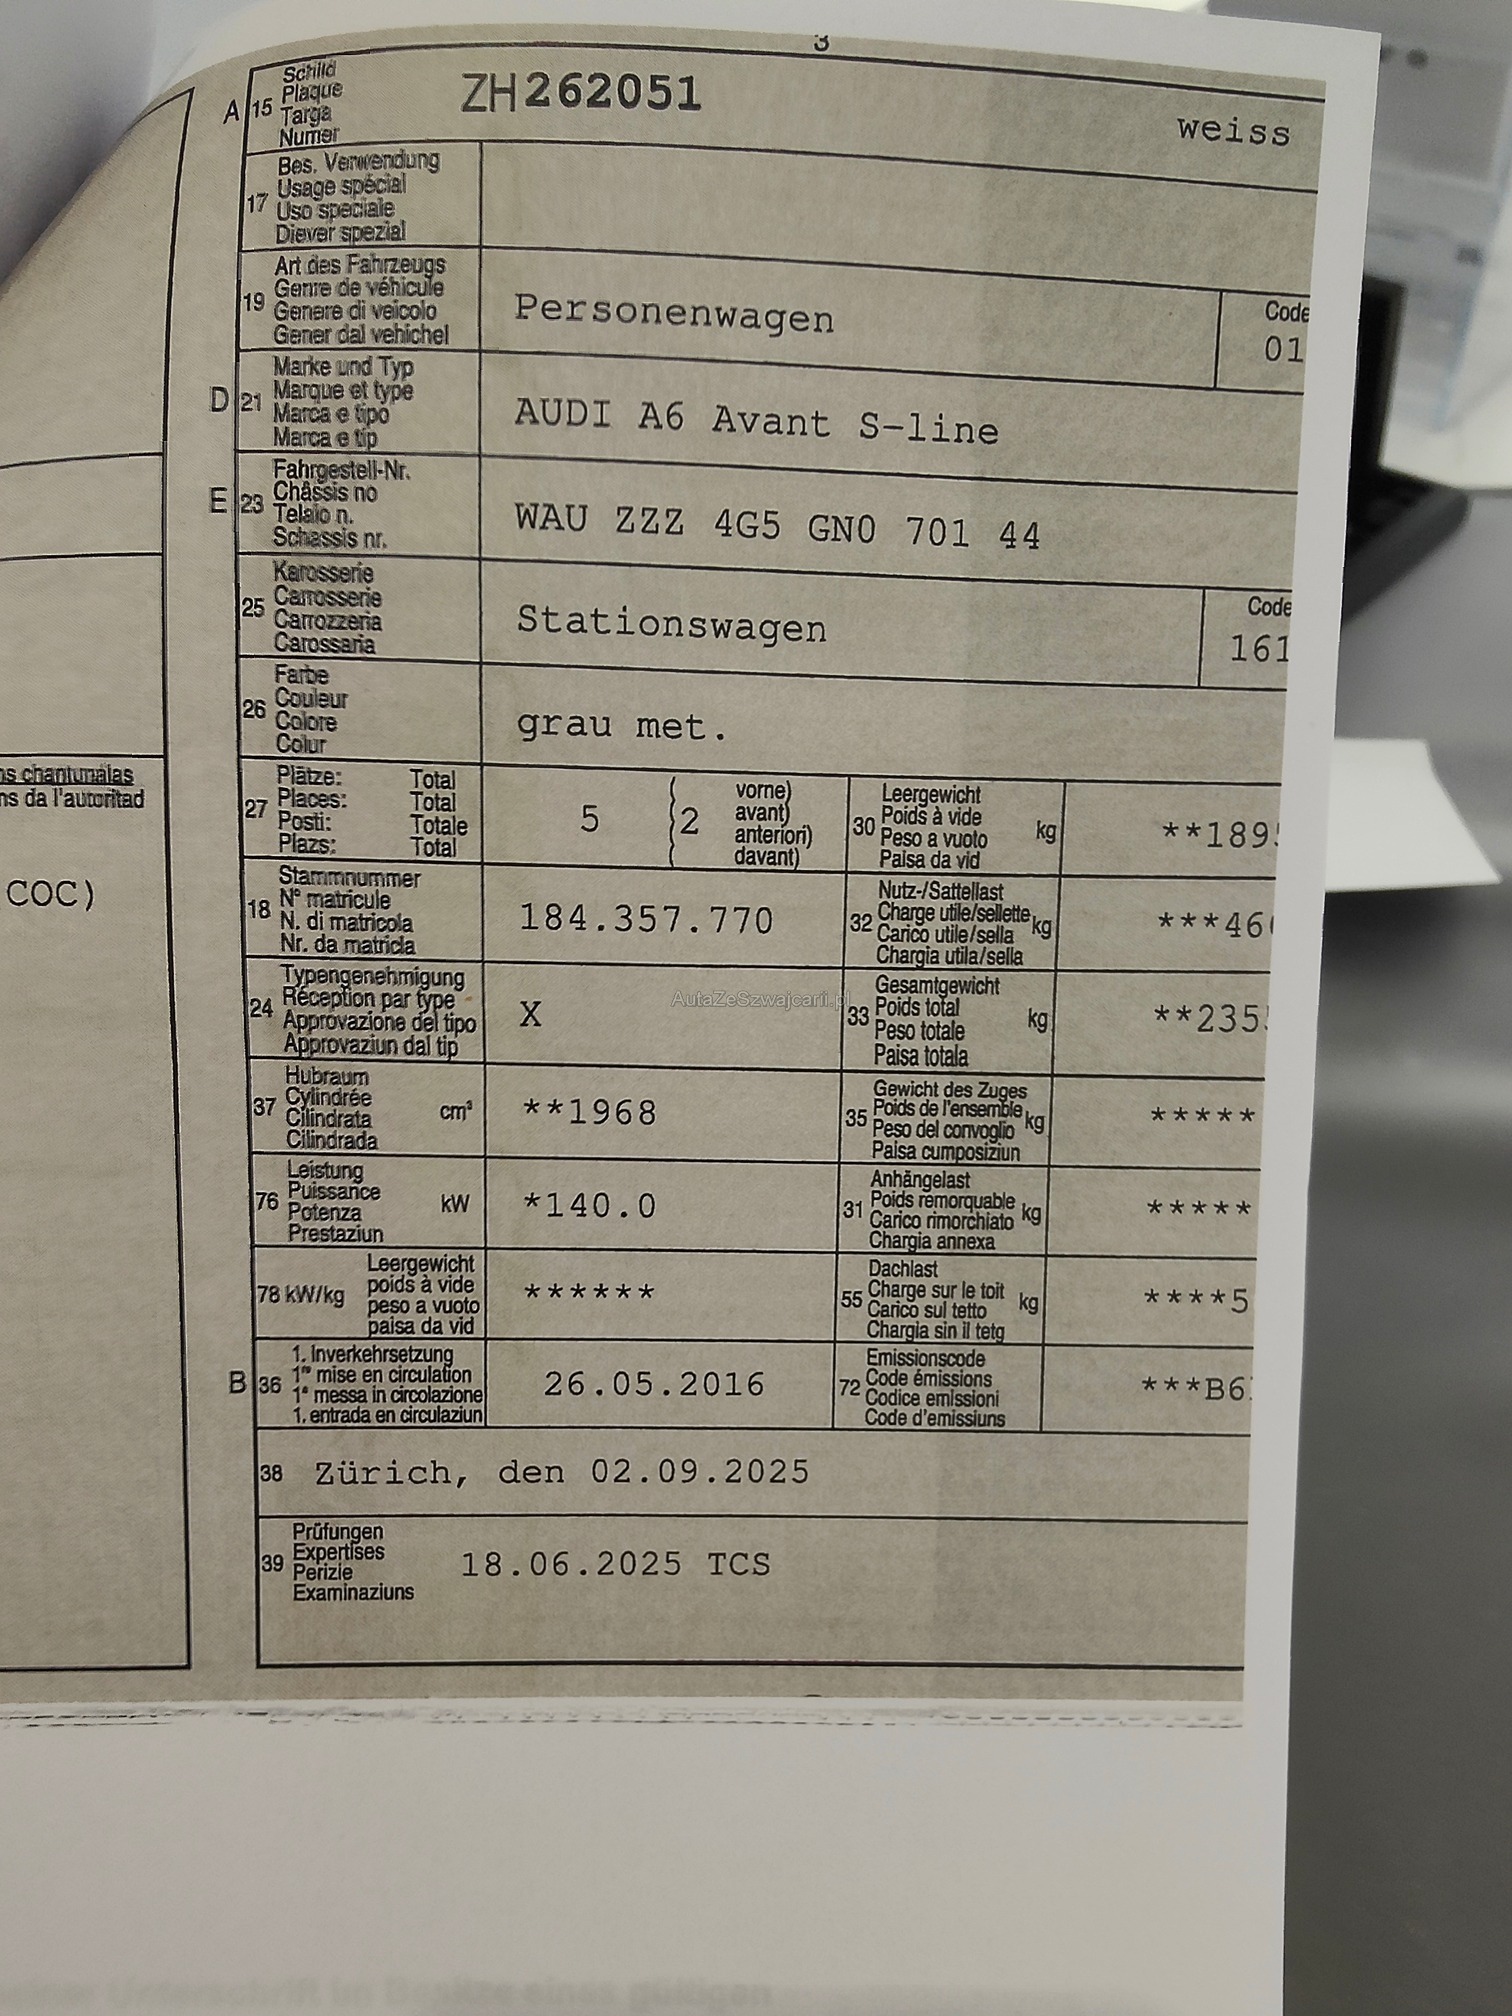 3
A 15 Schild
Plaque
Targa
Numer
ZH 262051
weiss
17 Bes. Verwendung
Usage spécial
Uso speciale
Diever spezial
19 Art des Fahrzeugs
Genre de véhicule
Genere di veicolo
Gener dal vehichel
Personenwagen
Code
01
D 21 Marke und Typ
Marque et type
Marca e tipo
Marca e tip
AUDI A6 Avant S-line
E 23 Fahrgestell-Nr.
Châssis no
Telaio n.
Schassis nr.
WAU ZZZ 4G5 GN0 701 44
25 Karosserie
Carrosserie
Carrozzeria
Carossaria
Stationswagen
Code
161
26 Farbe
Couleur
Colore
Colur
grau met.
27 Plätze: Total
Places: Total
Posti: Totale
Plazs: Total
5
2
vorne)
avant)
anteriori)
davant)
30 Leergewicht
Poids à vide
Peso a vuoto
Paisa da vid
kg
**189
18 Stammnummer
N° matricule
N. di matricola
Nr. da matricla
184.357.770
32 Nutz-/Sattellast
Charge utile/sellette
Carico utile/sella
Chargia utila/sella
kg
***46
24 Typengenehmigung
Réception par type
Approvazione del tipo
Approvaziun dal tip
X
33 Gesamtgewicht
Poids total
Peso totale
Paisa totala
kg
**235
37 Hubraum
Cylindrée
Cilindrata
Cilindrada
cm³
**1968
35 Gewicht des Zuges
Poids de l'ensemble
Peso del convoglio
Paisa cumposiziun
kg
*****
76 Leistung
Puissance
Potenza
Prestaziun
kW
*140.0
31 Anhängelast
Poids remorquable
Carico rimorchiato
Chargia annexa
kg
*****
78 kW/kg
Leergewicht
poids à vide
peso a vuoto
paisa da vid
******
55 Dachlast
Charge sur le toit
Carico sul tetto
Chargia sin il tetg
kg
****5
B 36 1. Inverkehrsetzung
1re mise en circulation
1a messa in circolazione
1. entrada en circulaziun
26.05.2016
72 Emissionscode
Code émissions
Codice emissioni
Code d'emissiuns
***B6
38 Zürich, den 02.09.2025
39 Prüfungen
Expertises
Perizie
Examinaziuns
18.06.2025 TCS
ns chantunalas
ns da l'autoritad
COC)
AutaZeSzwajcarii.pl